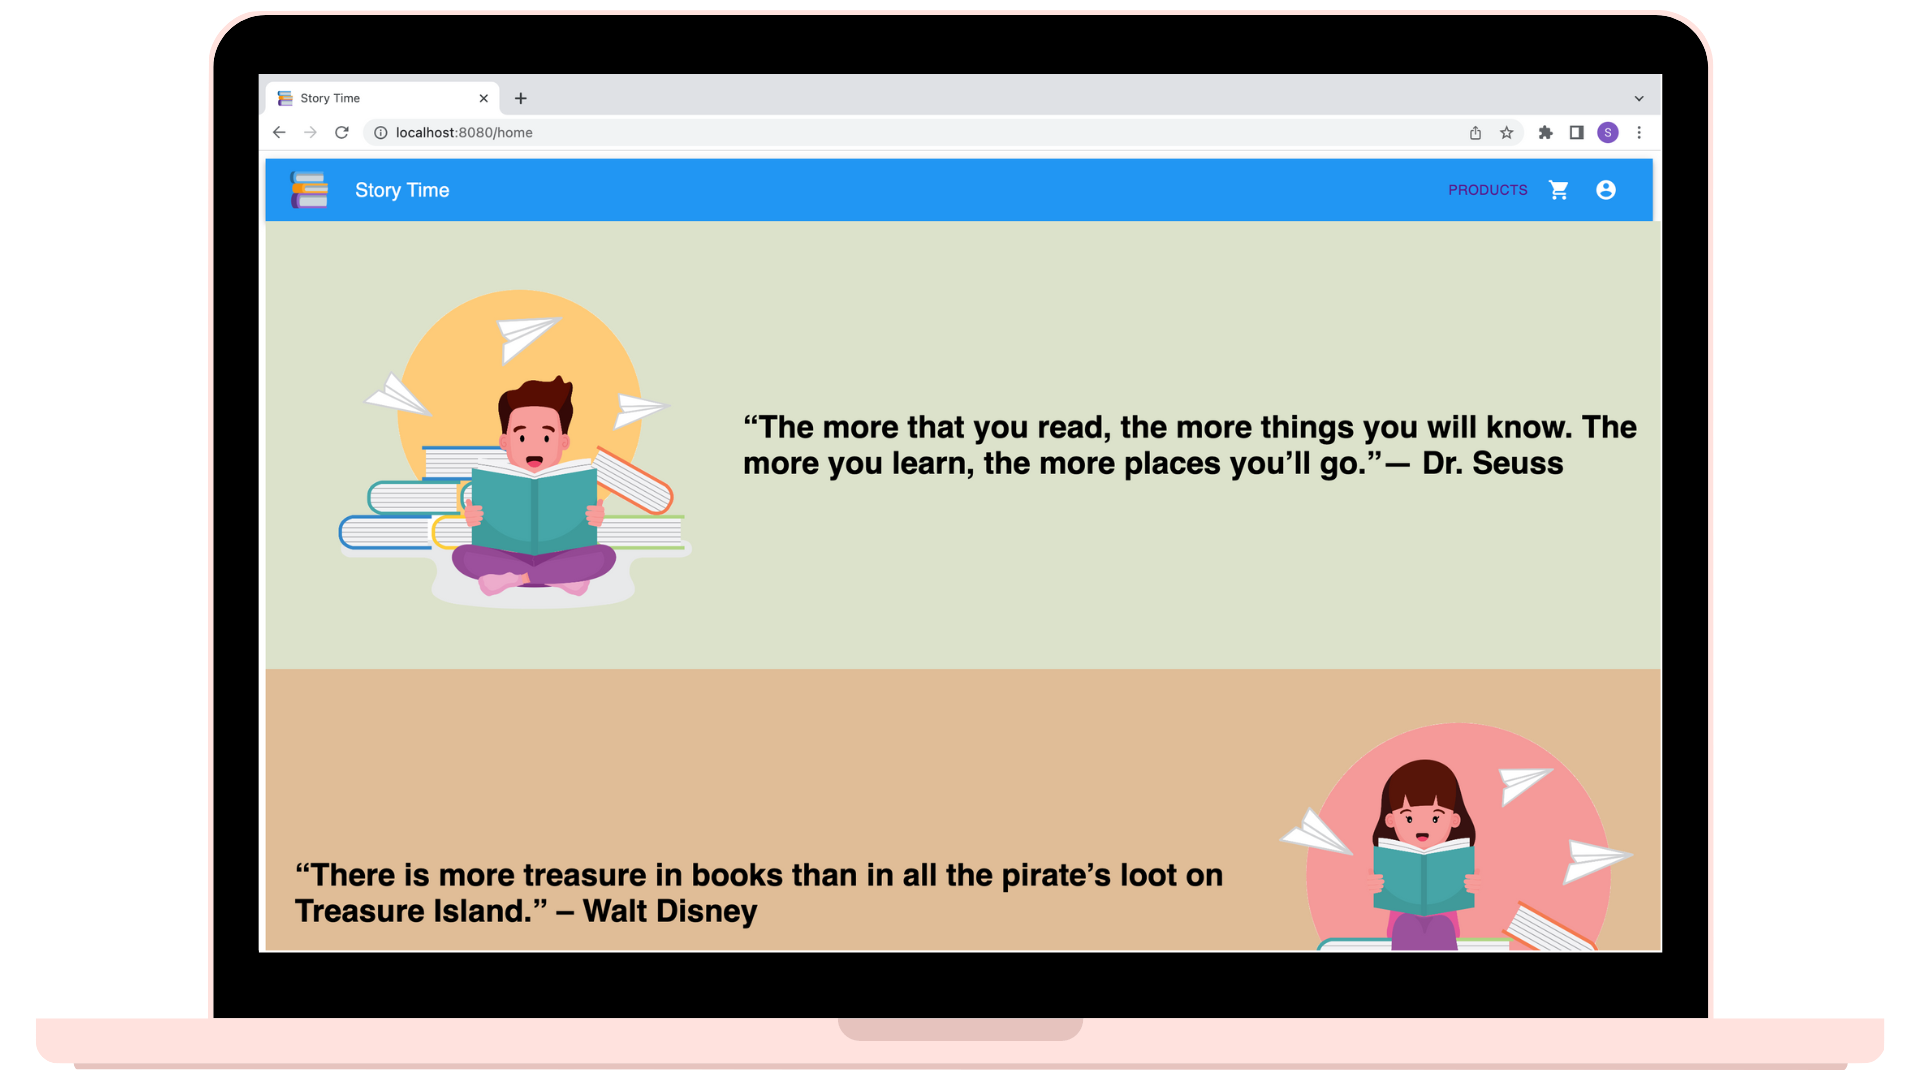 Story Time
localhost:8080/home
S
Story Time
PRODUCTS
“The more that you read, the more things you will know. The
more you learn, the more places you’ll go.”— Dr. Seuss
“There is more treasure in books than in all the pirate’s loot on
Treasure Island.” – Walt Disney